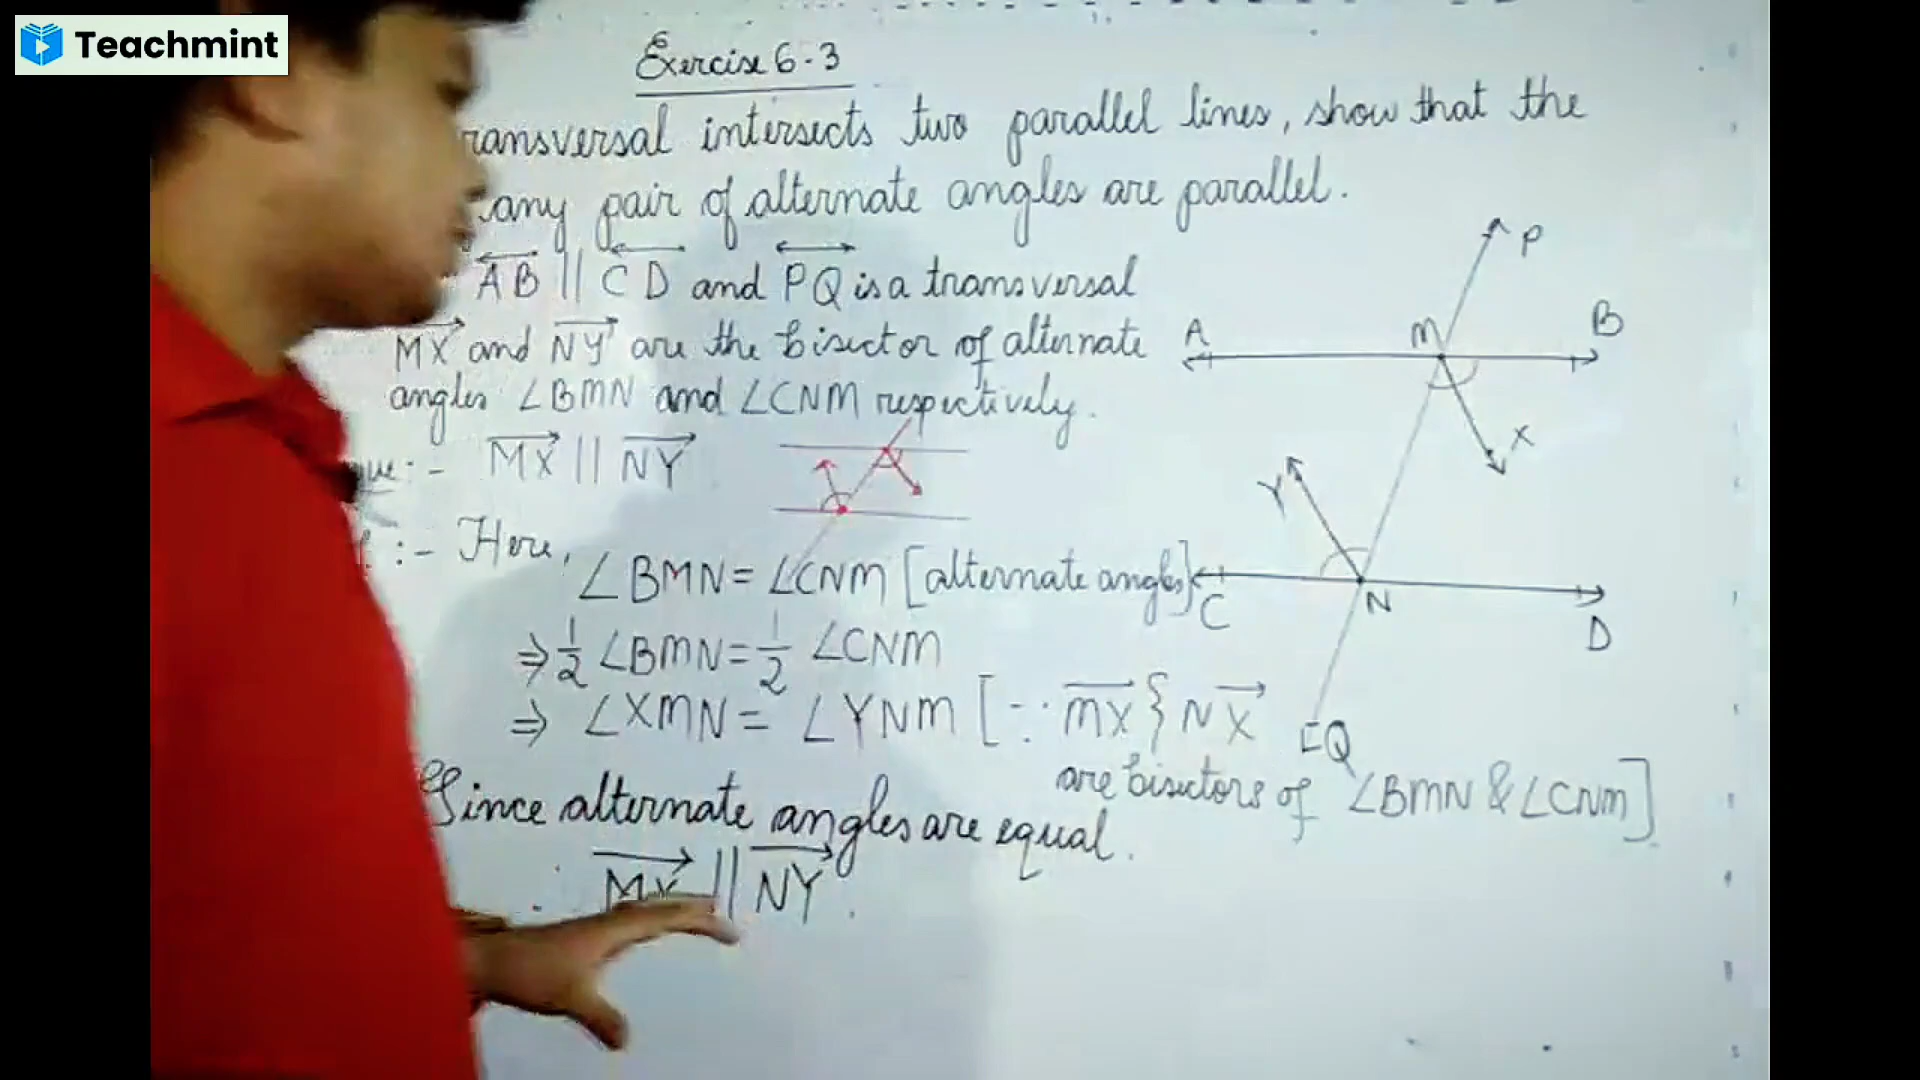 Teachmint
Exercise 6.3
ransversal intersects two parallel lines, show that the
any pair of alternate angles are parallel.
AB || CD and PQ is a transversal
MX and NY are the bisector of alternate
angles ∠BMN and ∠CNM respectively.
:- MX || NY
:- Here,
∠BMN = ∠CNM [alternate angles]
⇒ 1/2 ∠BMN = 1/2 ∠CNM
⇒ ∠XMN = ∠YNM [∵ MX } NX
are bisectors of ∠BMN & ∠CNM]
Since alternate angles are equal.
MX || NY.
P
A
M
B
X
Y
C
N
D
Q